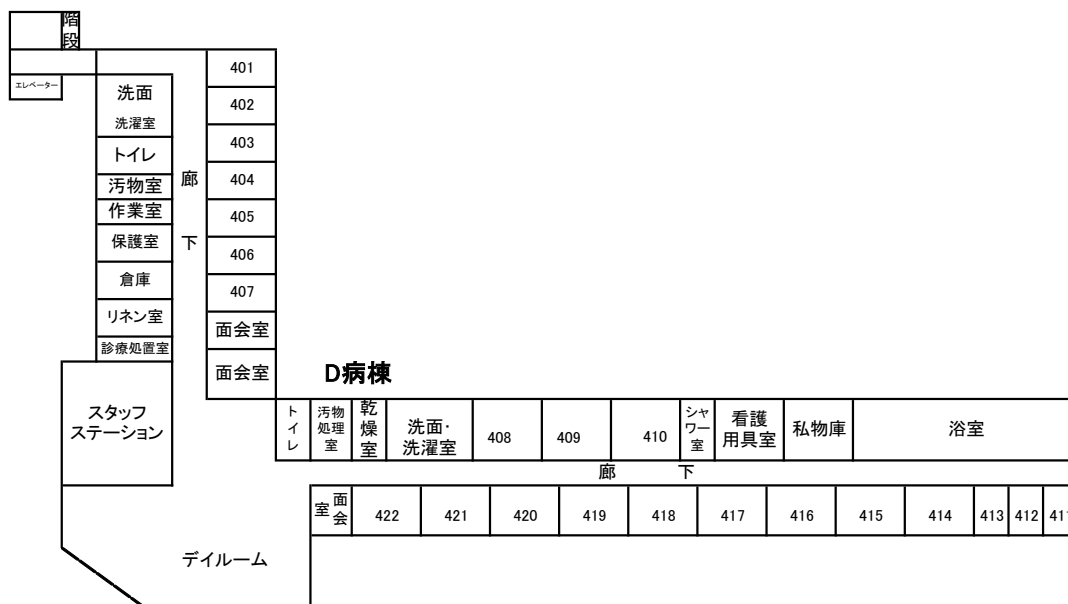 階
段
エレベーター
401
洗面
洗濯室
402
403
トイレ
汚物室
404
廊
下
作業室
405
保護室
406
倉庫
407
リネン室
面会室
診療処置室
面会室
D病棟
スタッフ
ステーション
トイレ
汚物
処理
室
乾
燥
室
洗面・
洗濯室
408
409
410
シャ
ワー
室
看護
用具室
私物庫
浴室
廊下
面会
室
422
421
420
419
418
417
416
415
414
413
412
411
デイルーム